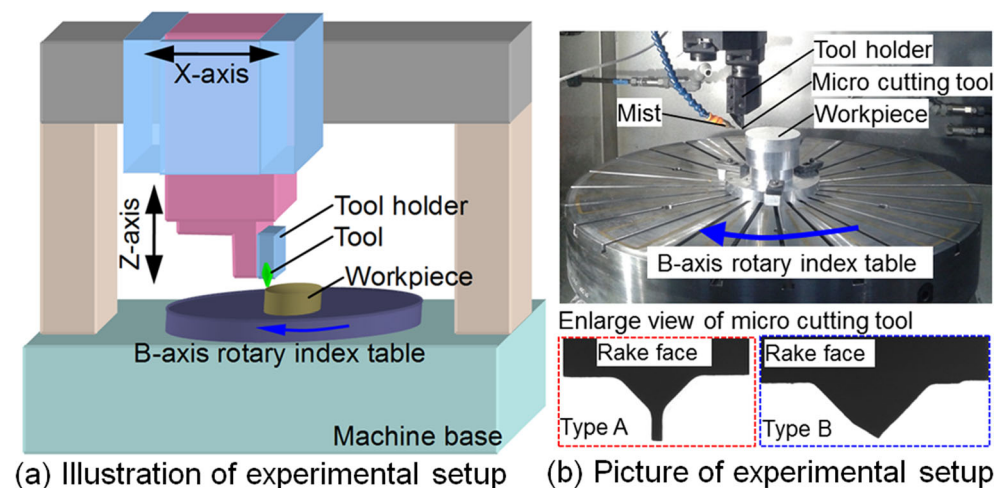 X-axis
Z-axis
Tool holder
Tool
Workpiece
B-axis rotary index table
Machine base
(a) Illustration of experimental setup
Tool holder
Micro cutting tool
Mist
Workpiece
B-axis rotary index table
Enlarge view of micro cutting tool
Rake face
Type A
Rake face
Type B
(b) Picture of experimental setup